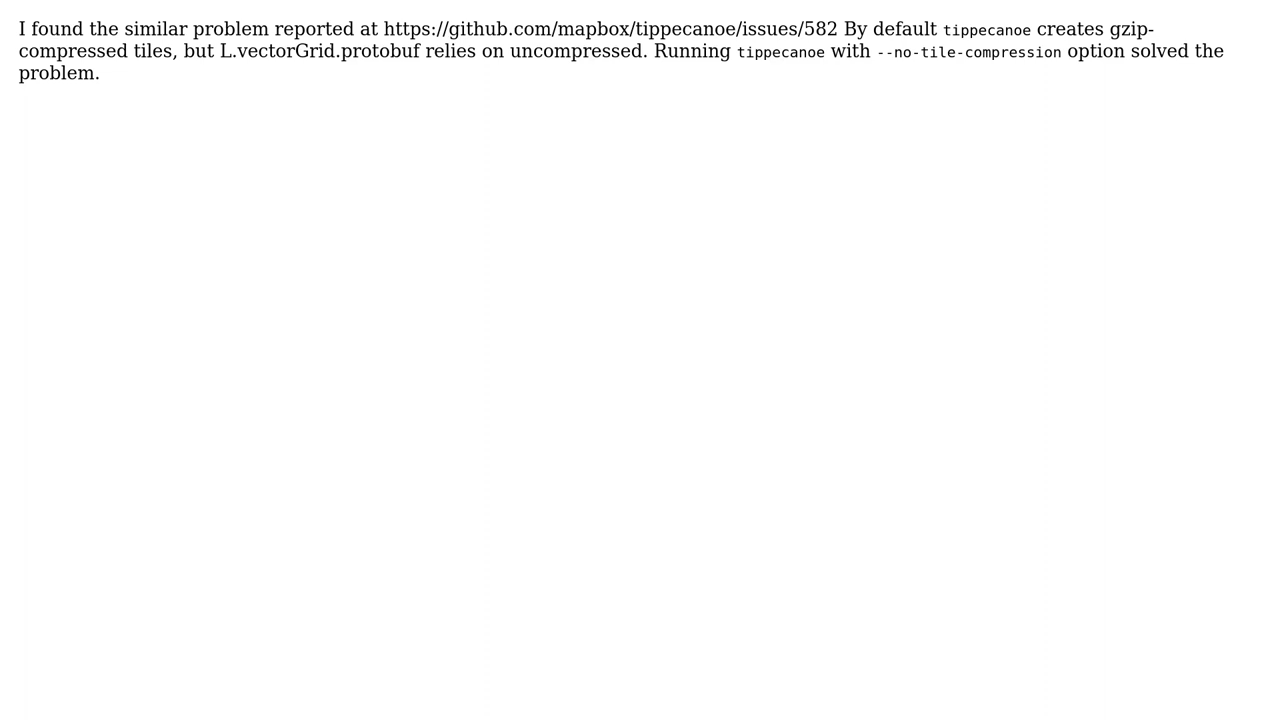 I found the similar problem reported at https://github.com/mapbox/tippecanoe/issues/582 By default tippecanoe creates gzip-
compressed tiles, but L.vectorGrid.protobuf relies on uncompressed. Running tippecanoe with --no-tile-compression option solved the
problem.